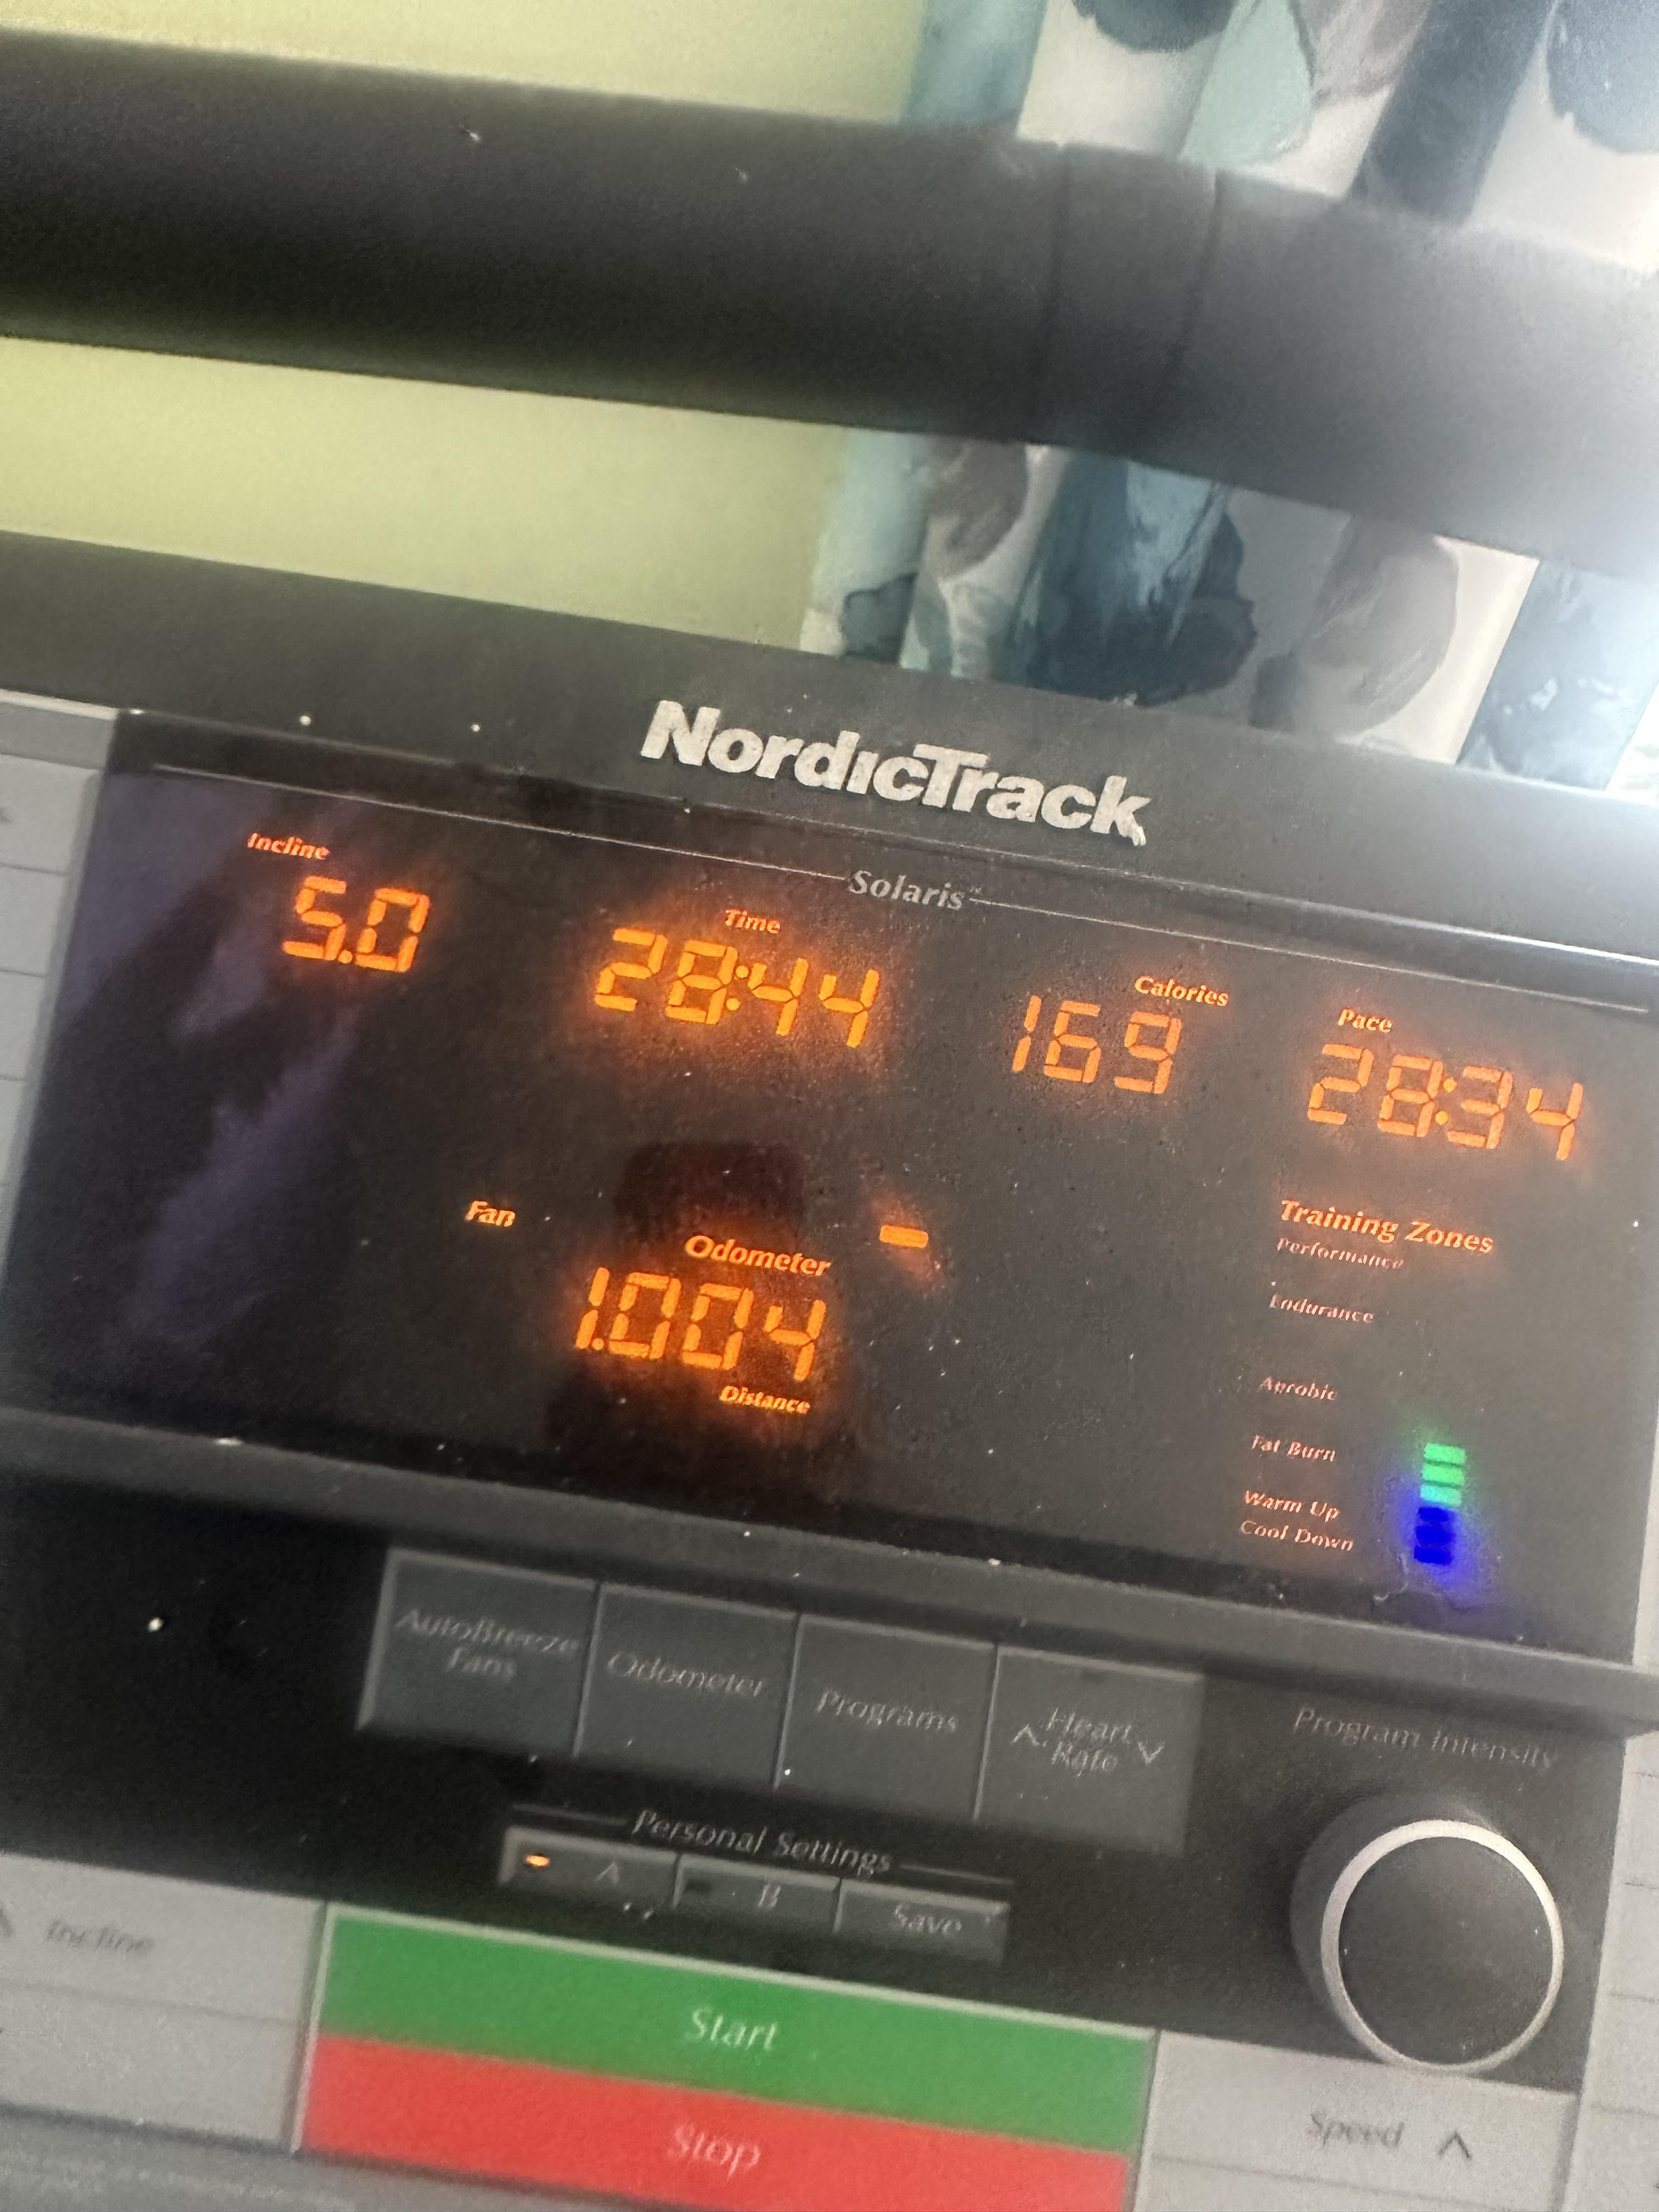 NordicTrack
Solaris™
Incline
5.0
Time
28:44
Calories
169
Pace
28:34
Fan
Odometer
1.004
Distance
Training Zones
Performance
Endurance
Aerobic
Fat Burn
Warm Up
Cool Down
AutoBreeze
Fans
Odometer
Programs
Heart
Rate
Program Intensity
Personal Settings
A
B
Save
Incline
Start
Stop
Speed